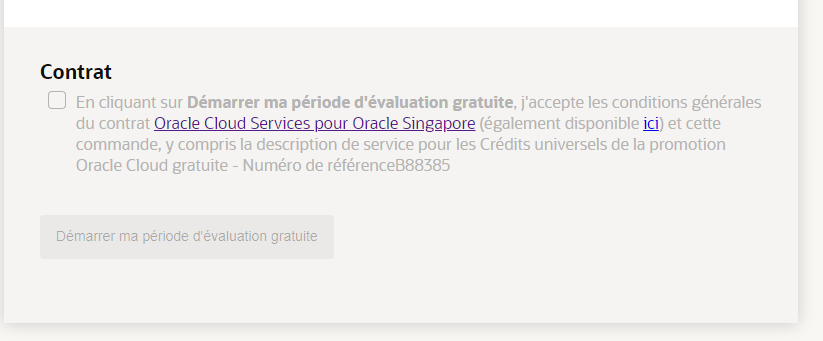 Contrat
En cliquant sur Démarrer ma période d'évaluation gratuite, j'accepte les conditions générales
du contrat Oracle Cloud Services pour Oracle Singapore (également disponible ici) et cette
commande, y compris la description de service pour les Crédits universels de la promotion
Oracle Cloud gratuite - Numéro de référenceB88385
Démarrer ma période d'évaluation gratuite